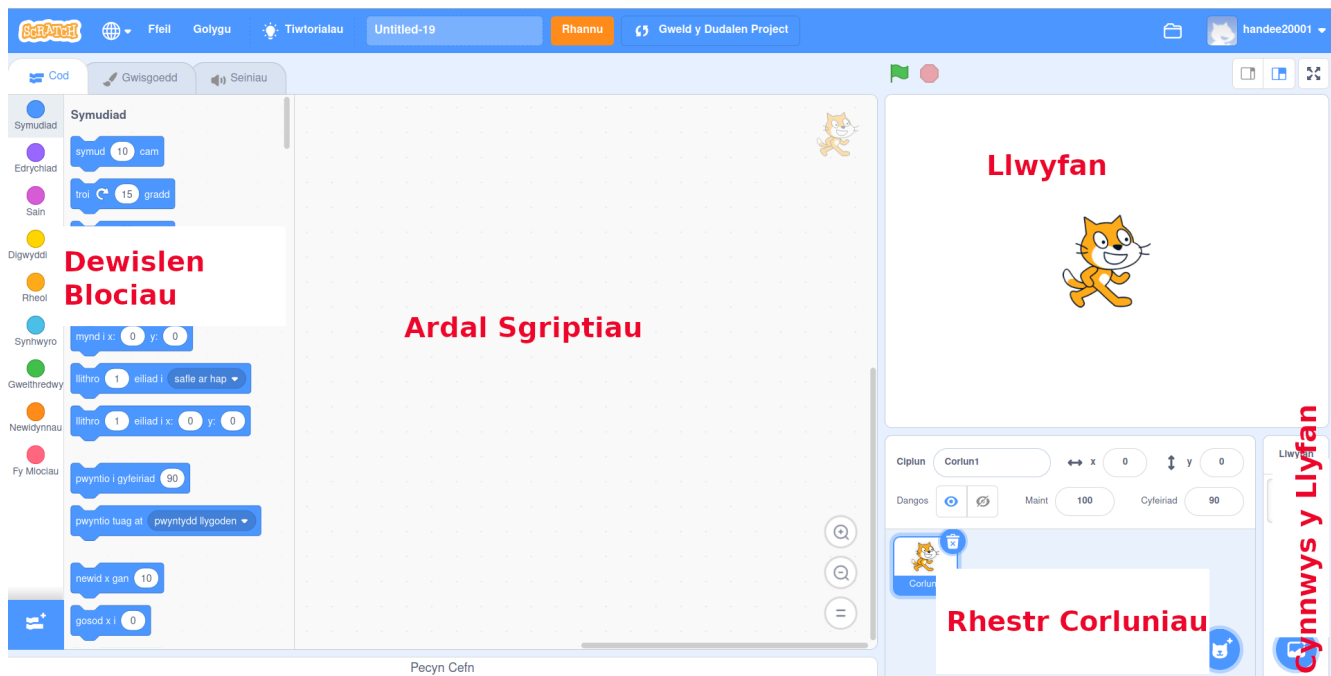 SCRATCH
Ffeil
Golygu
Tiwtorialau
Untitled-19
Rhannu
Gweld y Dudalen Project
handee20001
Cod
Gwisgoedd
Seiniau
Symudiad
Edrychiad
Sain
Digwyddi
Rheol
Synhwyro
Gweithredwy
Newidynnau
Fy Mlociau
Symudiad
symud 10 cam
troi 15 gradd
Dewislen
Blociau
mynd i x: 0 y: 0
llithro 1 eiliad i safle ar hap
llithro 1 eiliad i x: 0 y: 0
pwyntio i gyfeiriad 90
pwyntio tuag at pwyntydd llygoden
newid x gan 10
gosod x i 0
Ardal Sgriptiau
Pecyn Cefn
Llwyfan
Ciplun Corlun1 x 0 y 0
Dangos Maint 100 Cyfeiriad 90
Corlun
Rhestr Corluniau
Llwyfan
Cynnwys y Llyfan